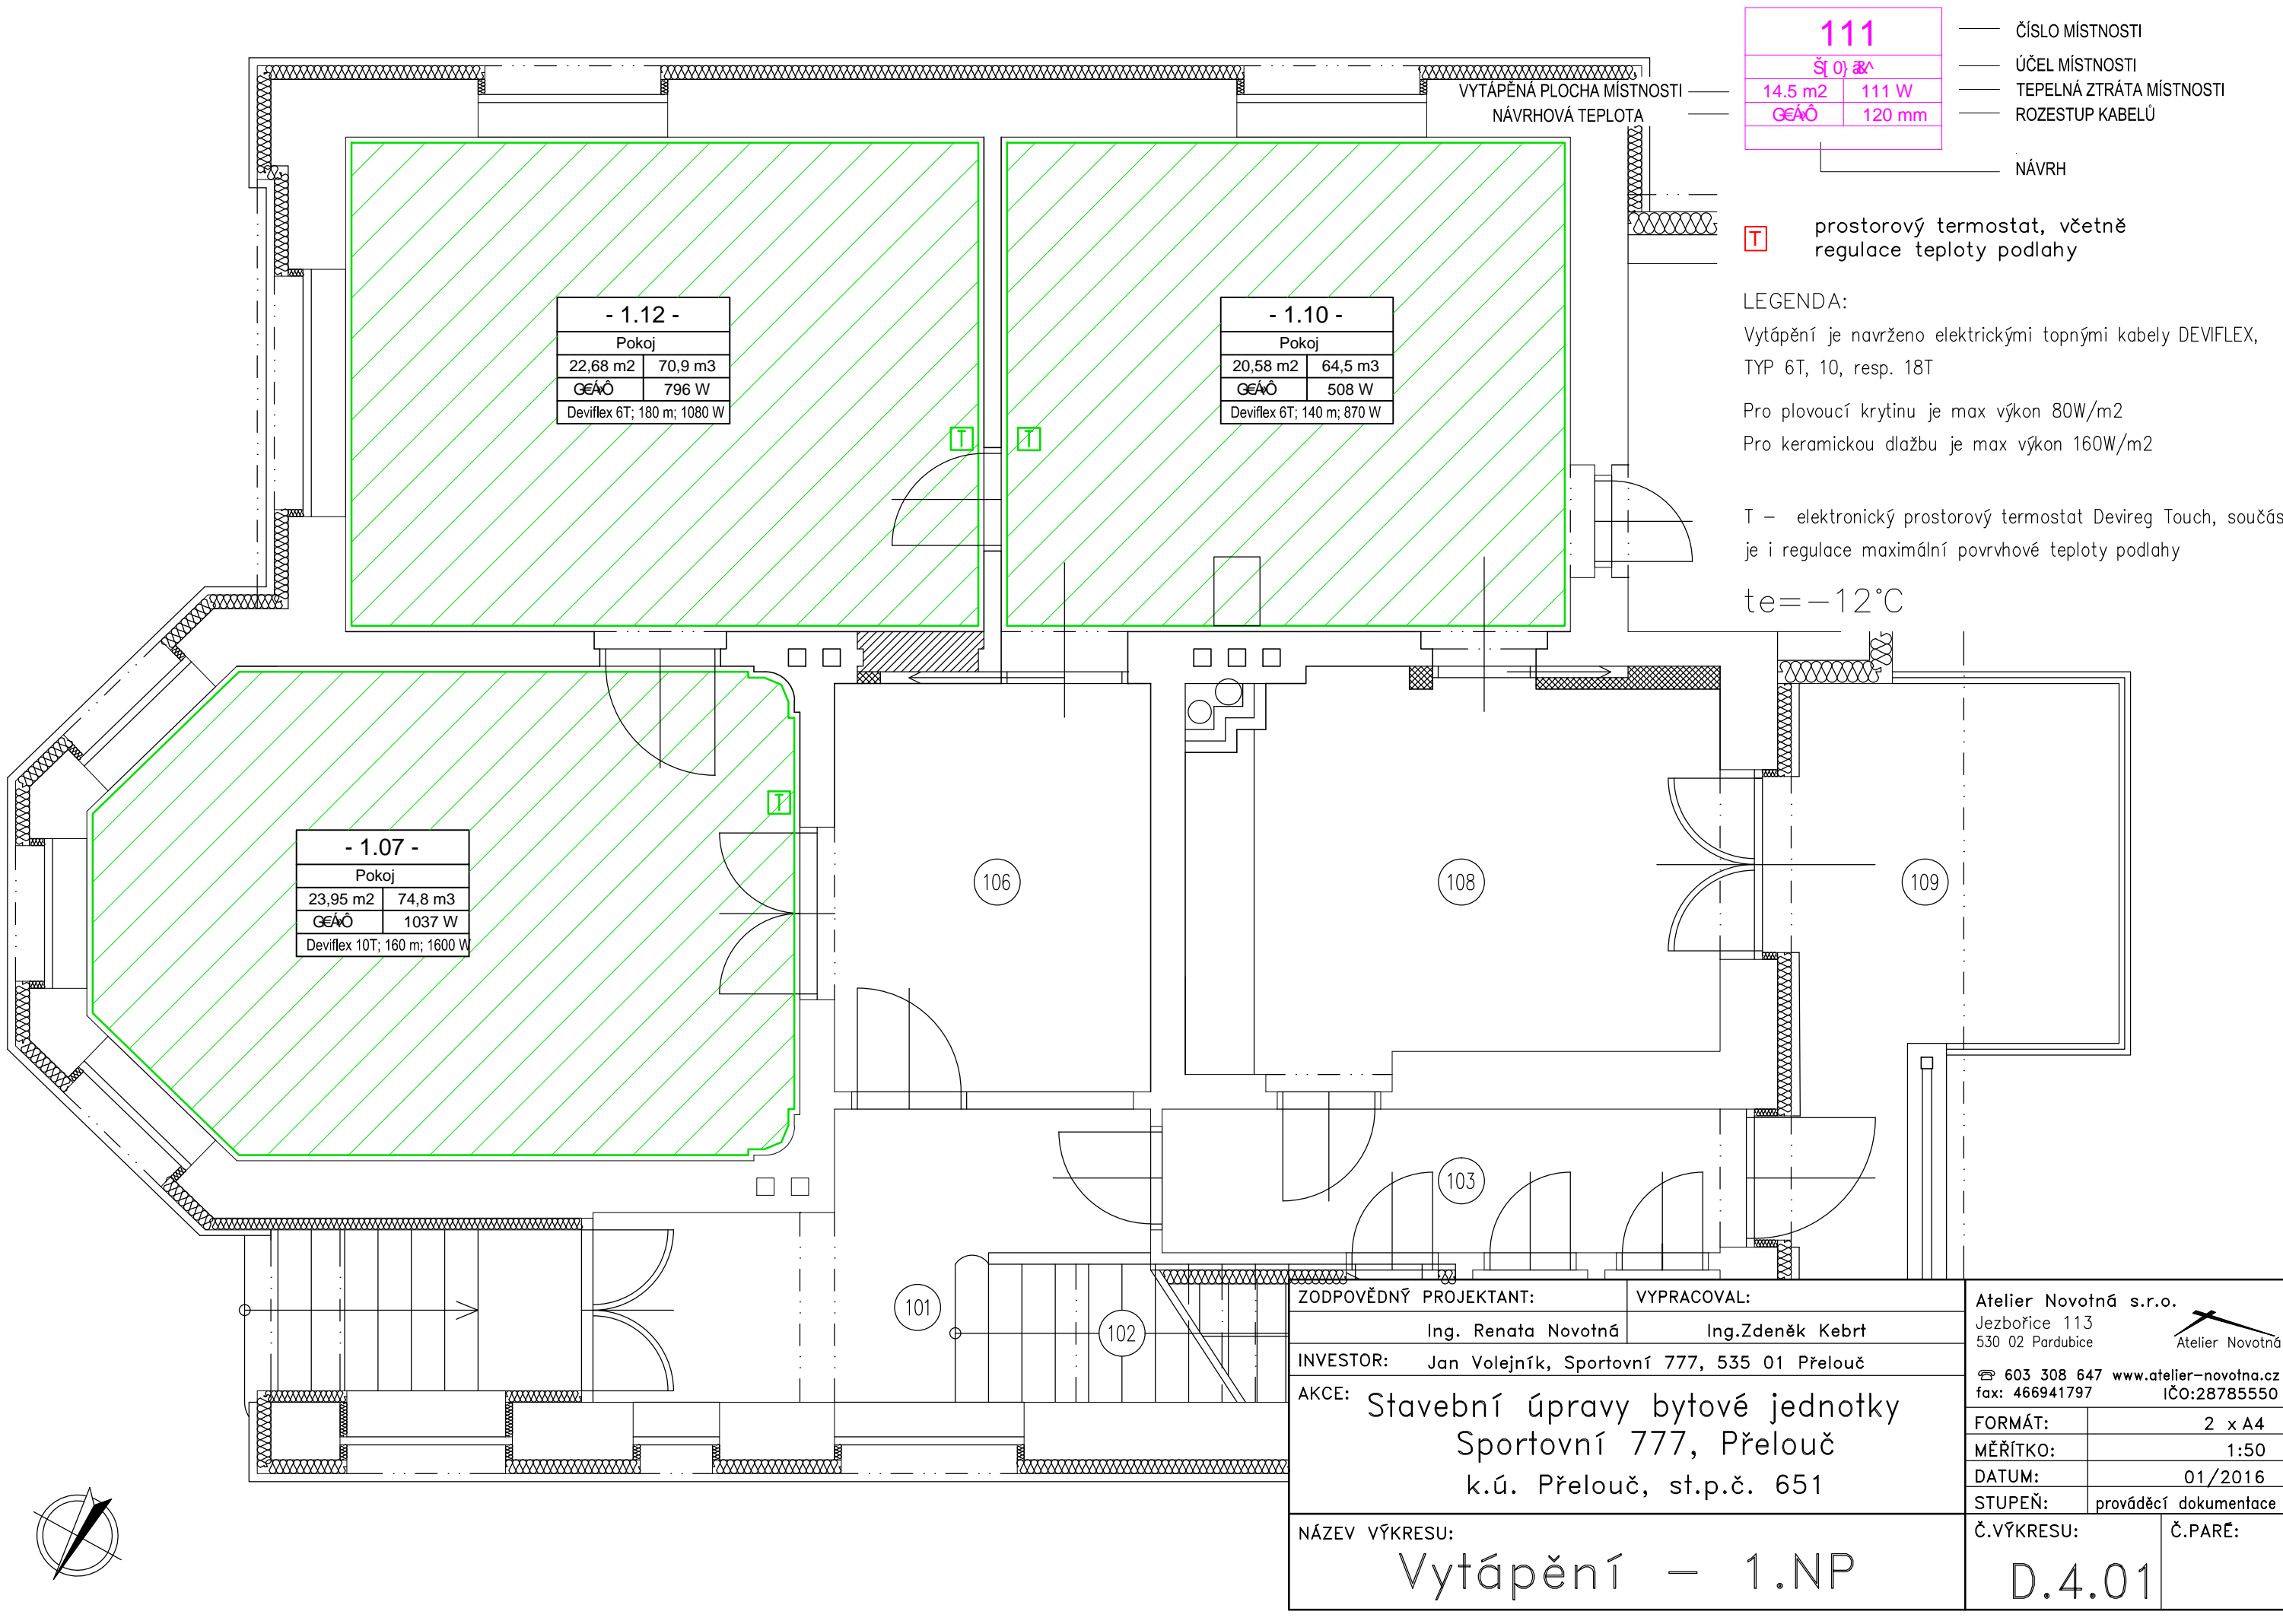 111
14.5 m2 111 W
120 mm
ČÍSLO MÍSTNOSTI
ÚČEL MÍSTNOSTI
TEPELNÁ ZTRÁTA MÍSTNOSTI
ROZESTUP KABELŮ
NÁVRH
VYTÁPĚNÁ PLOCHA MÍSTNOSTI
NÁVRHOVÁ TEPLOTA
T
prostorový termostat, včetně
regulace teploty podlahy
LEGENDA:
Vytápění je navrženo elektrickými topnými kabely DEVIFLEX,
TYP 6T, 10, resp. 18T
Pro plovoucí krytinu je max výkon 80W/m2
Pro keramickou dlažbu je max výkon 160W/m2
T – elektronický prostorový termostat Devireg Touch, součás
je i regulace maximální povrvhové teploty podlahy
te=–12°C
- 1.12 -
Pokoj
22,68 m2 70,9 m3
796 W
Deviflex 6T; 180 m; 1080 W
T
- 1.10 -
Pokoj
20,58 m2 64,5 m3
508 W
Deviflex 6T; 140 m; 870 W
T
- 1.07 -
Pokoj
23,95 m2 74,8 m3
1037 W
Deviflex 10T; 160 m; 1600 W
T
106
108
109
103
101
102
ZODPOVĚDNÝ PROJEKTANT:
Ing. Renata Novotná
VYPRACOVAL:
Ing.Zdeněk Kebrt
INVESTOR: Jan Volejník, Sportovní 777, 535 01 Přelouč
AKCE: Stavební úpravy bytové jednotky
Sportovní 777, Přelouč
k.ú. Přelouč, st.p.č. 651
NÁZEV VÝKRESU:
Vytápění – 1.NP
Atelier Novotná s.r.o.
Jezbořice 113
530 02 Pardubice
Atelier Novotná
☎ 603 308 647 www.atelier–novotna.cz
fax: 466941797 IČO:28785550
FORMÁT: 2 x A4
MĚŘÍTKO: 1:50
DATUM: 01/2016
STUPEŇ: prováděcí dokumentace
Č.VÝKRESU:
D.4.01
Č.PARÉ: